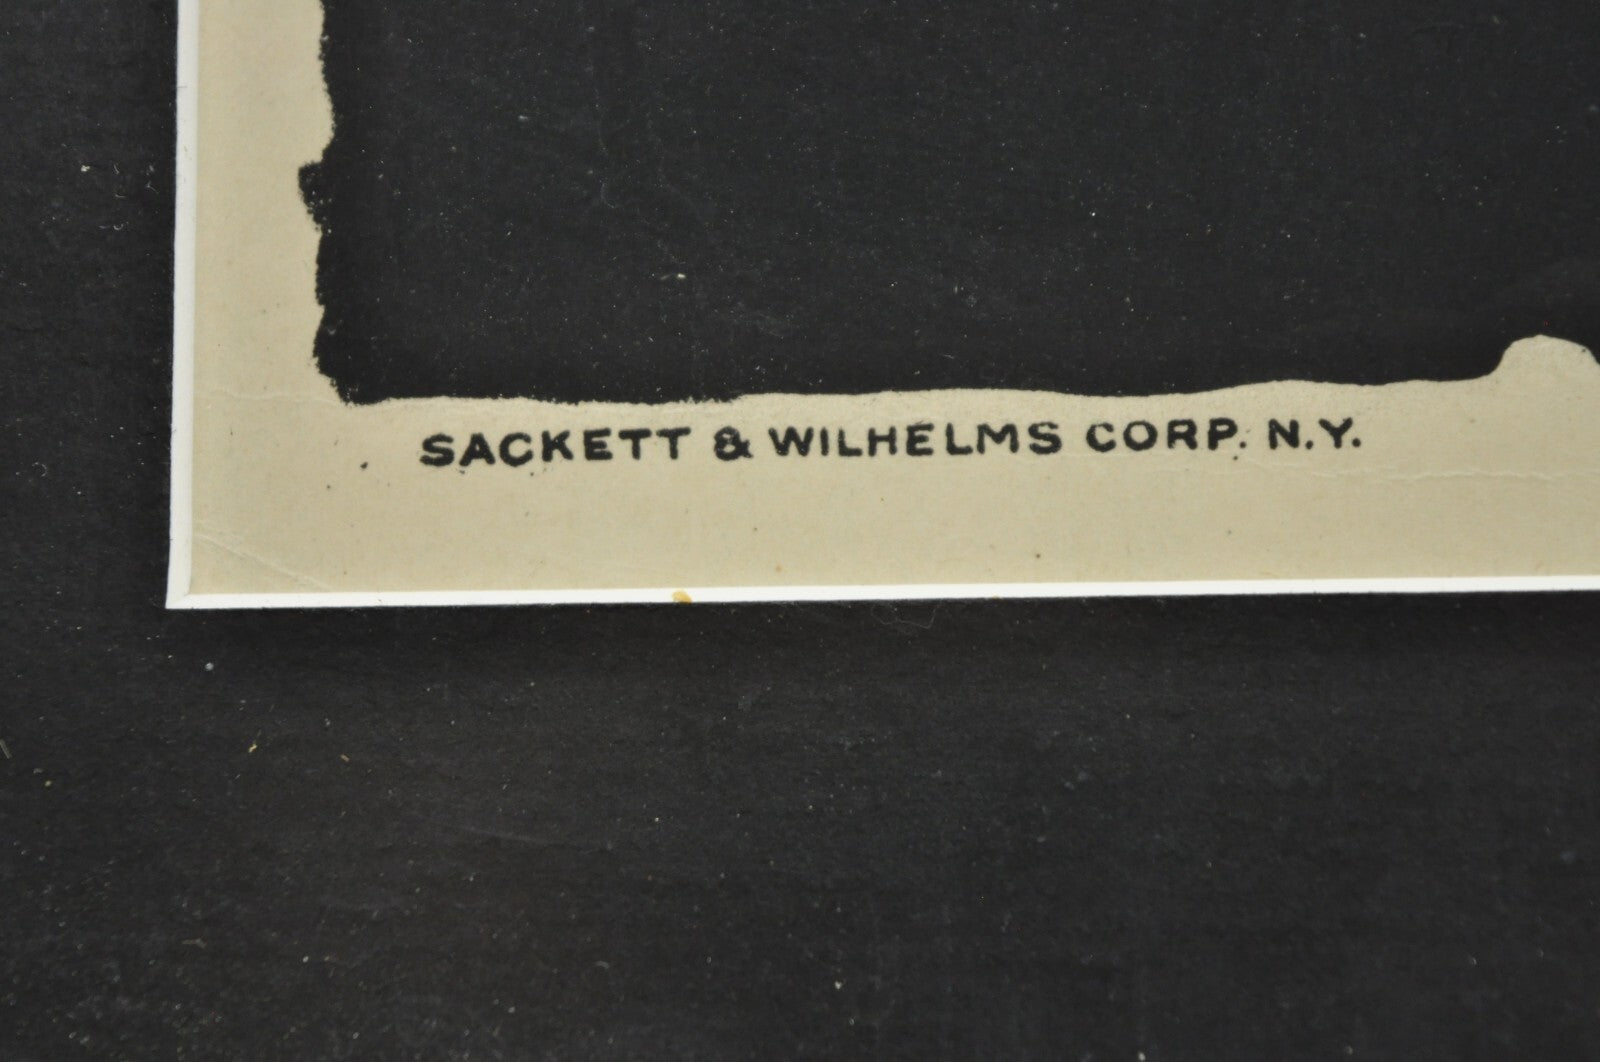 SACKETT & WILHELMS CORP. N.Y.